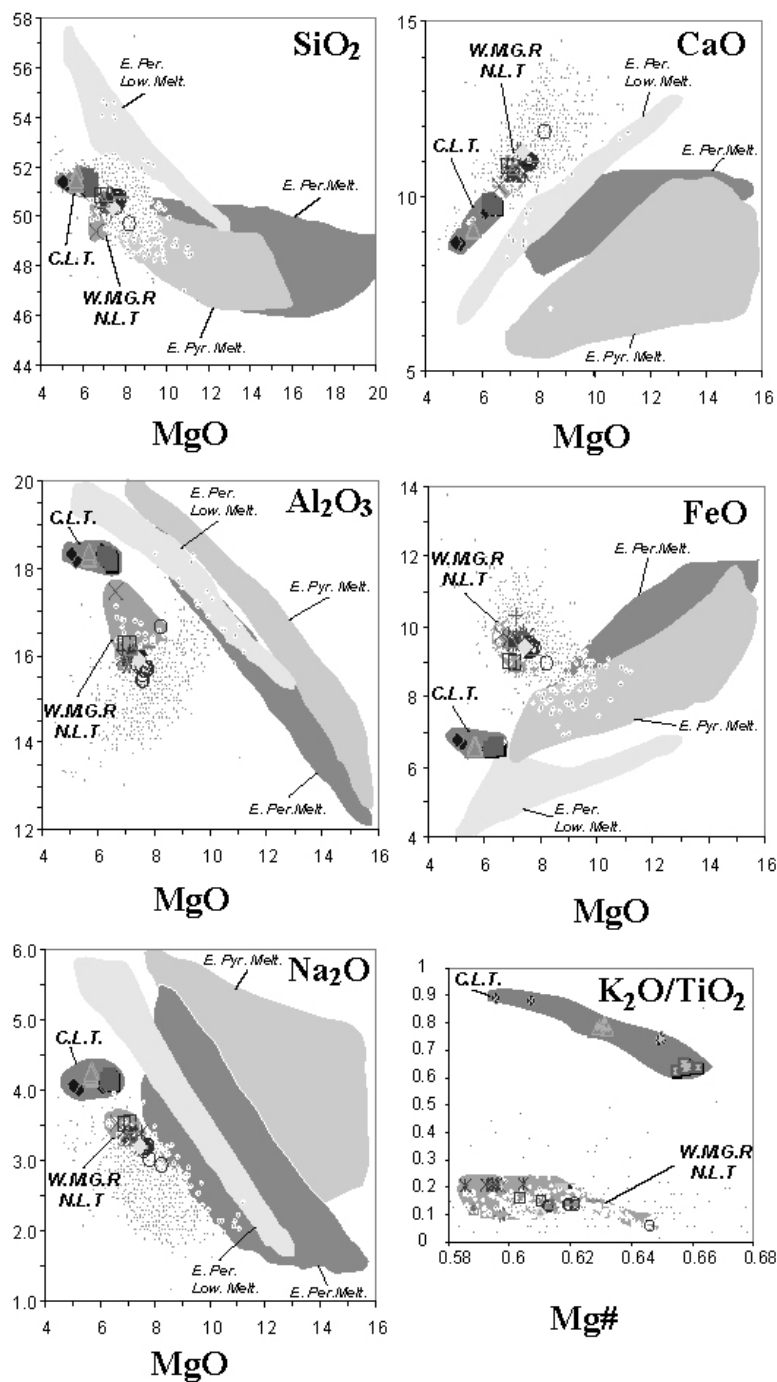 58
56
54
52
50
48
46
44
SiO₂
E. Per.
Low. Melt.
C.L.T.
W.M.G.R
N.L.T
E. Per.Melt.
E. Pyr. Melt.
4 6 8 10 12 14 16 18 20
MgO
15
10
5
CaO
W.M.G.R
N.L.T
E. Per.
Low. Melt.
C.L.T.
E. Per.Melt.
E. Pyr. Melt.
4 6 8 10 12 14 16
MgO
20
18
16
14
12
Al₂O₃
C.L.T.
E. Per.
Low. Melt.
E. Pyr. Melt.
W.M.G.R
N.L.T
E. Per.Melt.
4 6 8 10 12 14 16
MgO
14
12
10
8
6
4
FeO
W.M.G.R
N.L.T
E. Per.Melt.
C.L.T.
E. Pyr. Melt.
E. Per.
Low. Melt.
4 6 8 10 12 14 16
MgO
6.0
5.0
4.0
3.0
2.0
1.0
Na₂O
E. Pyr. Melt.
C.L.T.
W.M.G.R
N.L.T
E. Per.
Low. Melt.
E. Per.Melt.
4 6 8 10 12 14 16
MgO
1
0.9
0.8
0.7
0.6
0.5
0.4
0.3
0.2
0.1
0
K₂O/TiO₂
C.L.T.
W.M.G.R
N.L.T
0.58 0.6 0.62 0.64 0.66 0.68
Mg#